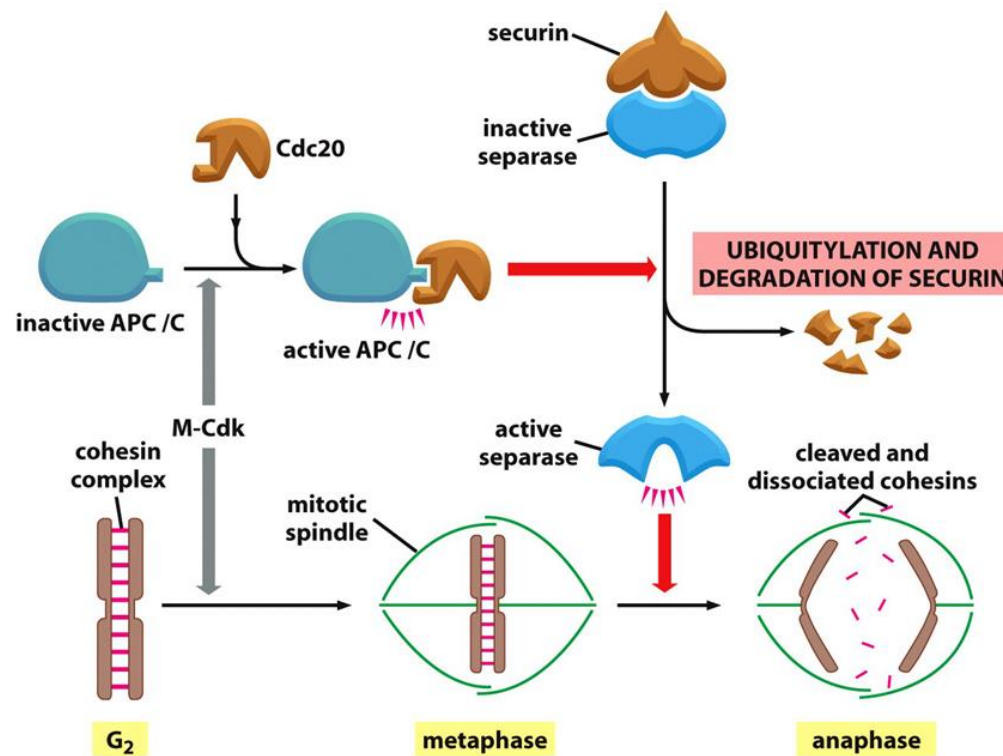 securin
inactive
separase
Cdc20
UBIQUITYLATION AND
DEGRADATION OF SECURIN
inactive APC /C
active APC /C
M-Cdk
cohesin
complex
mitotic
spindle
active
separase
cleaved and
dissociated cohesins
G₂
metaphase
anaphase